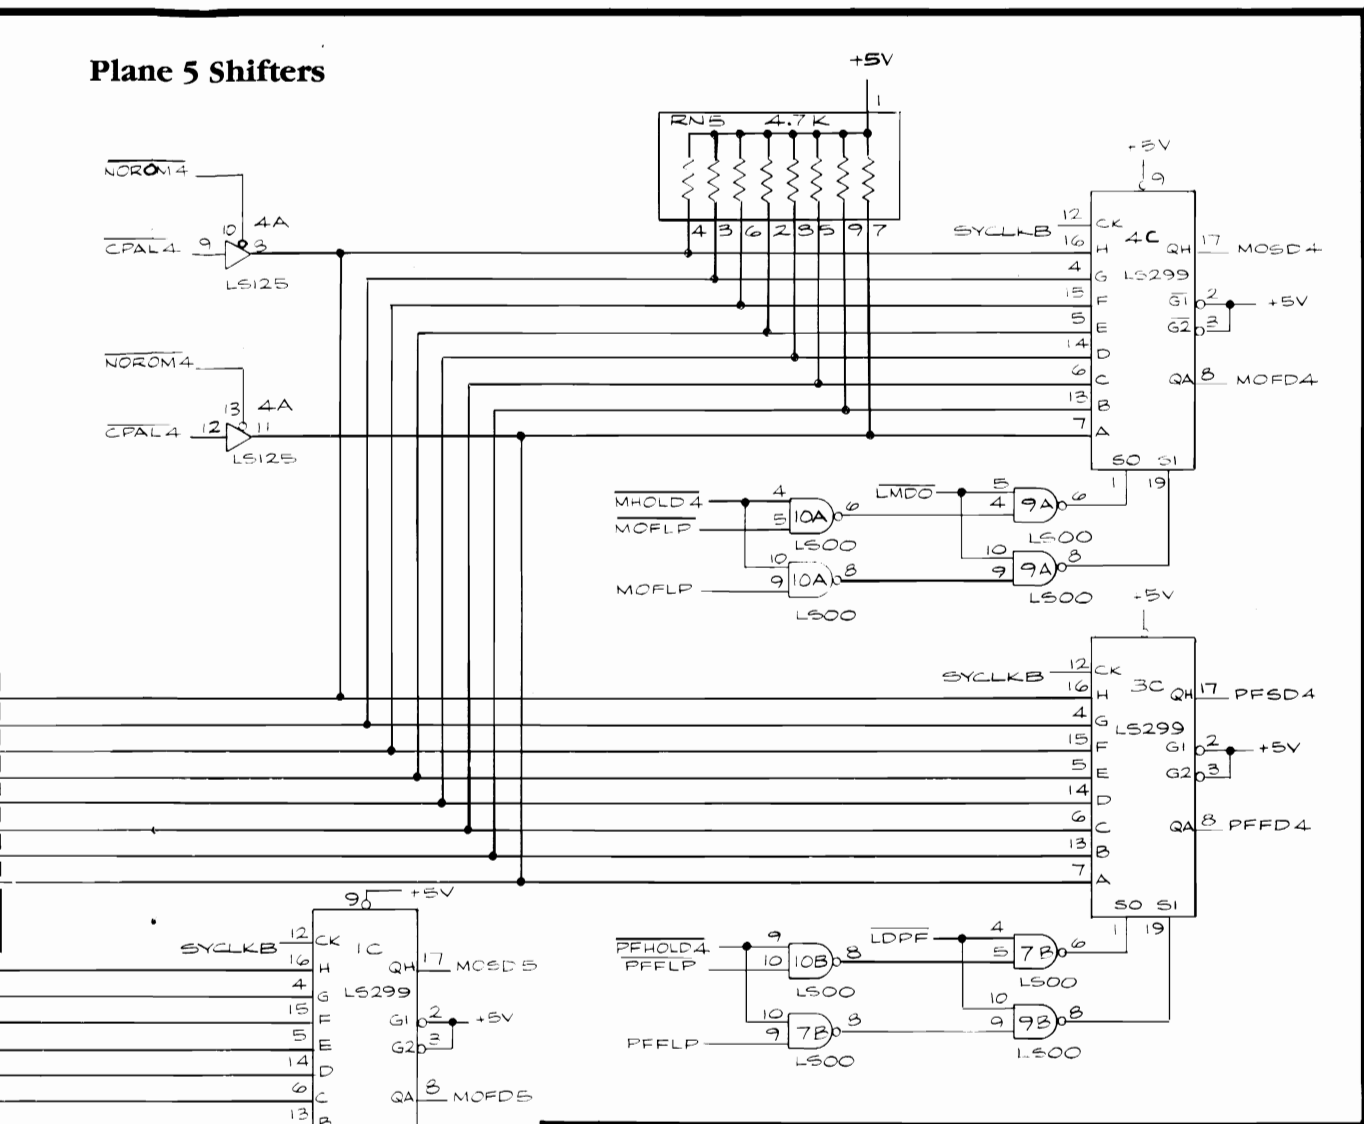 Plane 5 Shifters
+5V
1
RN5 4.7K
4 3 6 2 8 5 9 7
NOROM4
10 4A
CPAL4 9 8
LS125
NOROM4
13 4A
CPAL4 12 11
LS125
+5V
9
SYCLKB 12 CK 4C
16 H QH 17 MOSD4
4 G LS299
15 F G1 2 +5V
5 E G2 3
14 D
6 C QA 8 MOFD4
13 B
7 A
S0 S1
1 19
MHOLD4 4
MOFLP 5 10A 6
LS00
10
MOFLP 9 10A 8
LS00
LMDO 5
4 9A 6
LS00
10
9 9A 8
LS00
+5V
SYCLKB 12 CK
16 H 3C QH 17 PFSD4
4 G LS299
15 F G1 2 +5V
5 E G2 3
14 D
6 C QA 8 PFFD4
13 B
7 A
S0 S1
1 19
PFHOLD4 9
PFFLP 10 10B 8
LS00
10
PFFLP 9 7B 8
LS00
LDPF 4
5 7B 6
LS00
10
9 9B 8
LS00
9 +5V
SYCLKB 12 CK 1C
16 H QH 17 MOSD5
4 G LS299
15 F G1 2 +5V
5 E G2 3
14 D
6 C QA 8 MOFD5
13 B